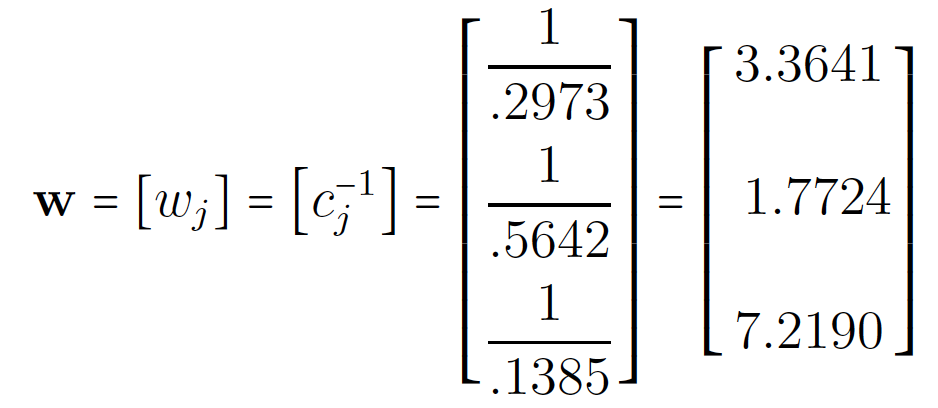 w = [w_j] = [c_j^{-1}] = [1/.2973 1/.5642 1/.1385] = [3.3641 1.7724 7.2190]